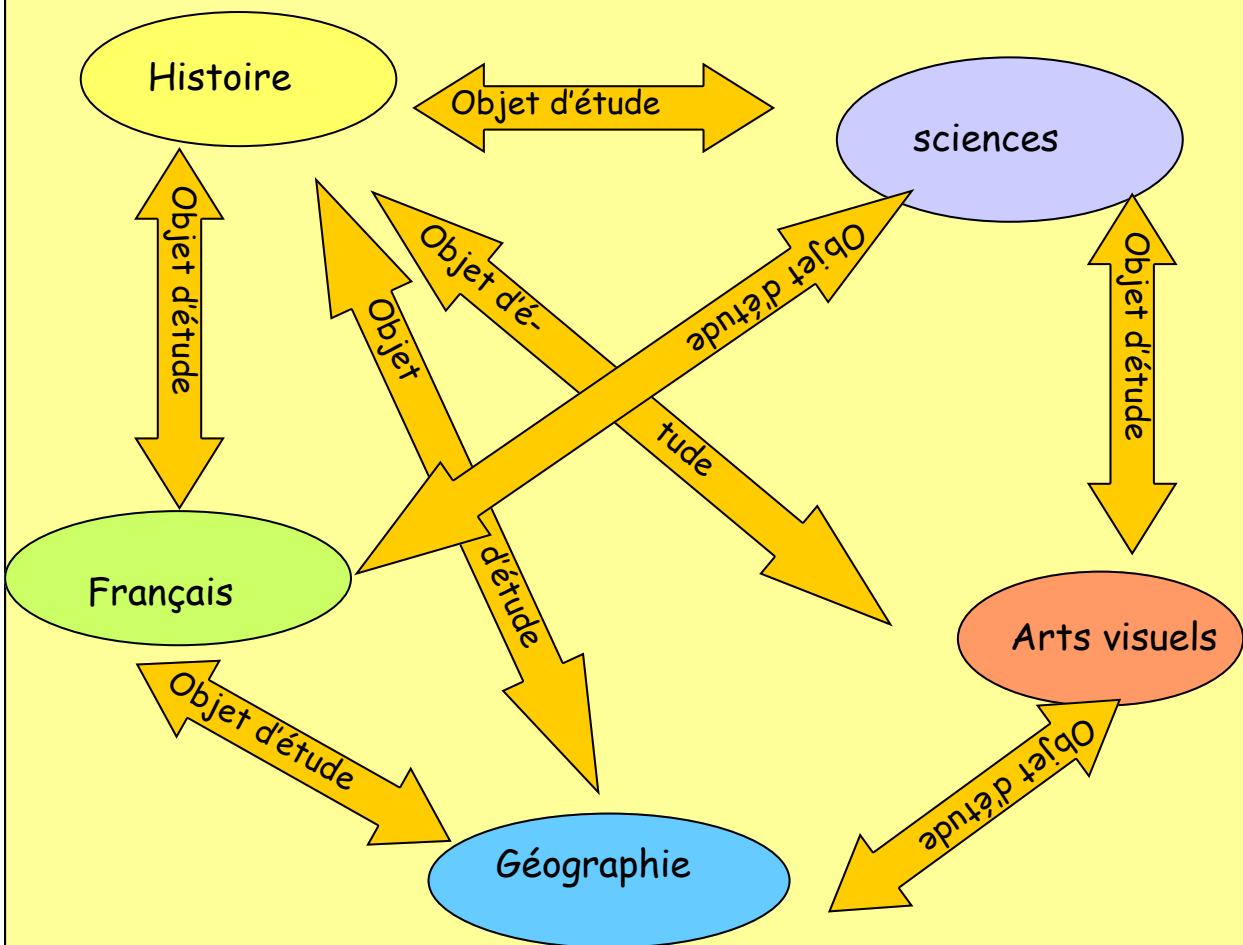 Histoire
Objet d'étude
sciences
Objet d'étude
Objet d'étude
Objet d'é-
tude
Objet d'étude
Objet d'étude
Français
Arts visuels
Objet d'étude
Objet d'étude
Géographie